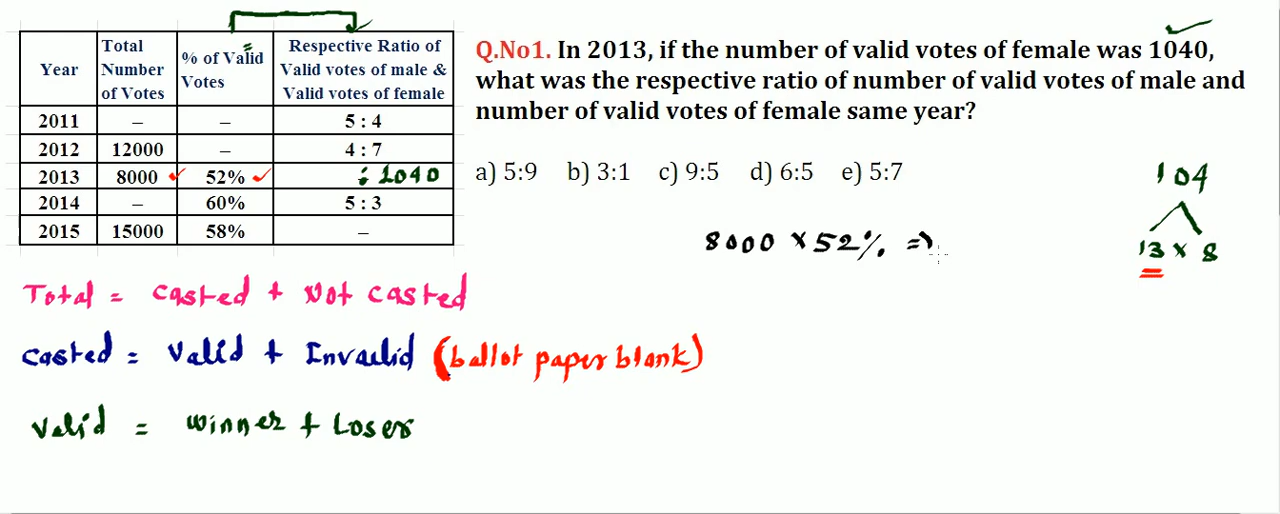 Year
Total Number of Votes
% of Valid Votes
Respective Ratio of Valid votes of male & Valid votes of female
2011 – – 5 : 4
2012 12000 – 4 : 7
2013 8000 52% : 1040
2014 – 60% 5 : 3
2015 15000 58% –
Q.No1. In 2013, if the number of valid votes of female was 1040,
what was the respective ratio of number of valid votes of male and
number of valid votes of female same year?
a) 5:9 b) 3:1 c) 9:5 d) 6:5 e) 5:7
104
13 × 8
8000 × 52% =>
Total = Casted + Not casted
Casted = Valid + Invalid (ballot paper blank)
Valid = Winner + Loser